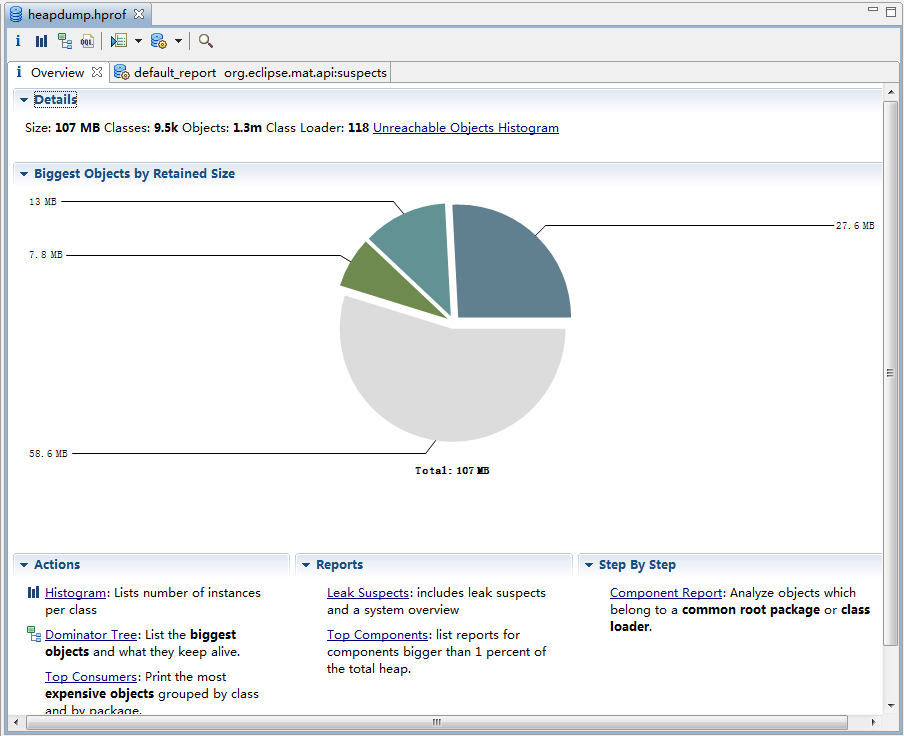 heapdump.hprof
i
OQL
i Overview default_report org.eclipse.mat.api:suspects
Details
Size: 107 MB Classes: 9.5k Objects: 1.3m Class Loader: 118 Unreachable Objects Histogram
Biggest Objects by Retained Size
13 MB
27.6 MB
7.8 MB
58.6 MB
Total: 107 MB
Actions
Histogram: Lists number of instances
per class
Dominator Tree: List the biggest
objects and what they keep alive.
Top Consumers: Print the most
expensive objects grouped by class
and by package.
Reports
Leak Suspects: includes leak suspects
and a system overview
Top Components: list reports for
components bigger than 1 percent of
the total heap.
Step By Step
Component Report: Analyze objects which
belong to a common root package or class
loader.